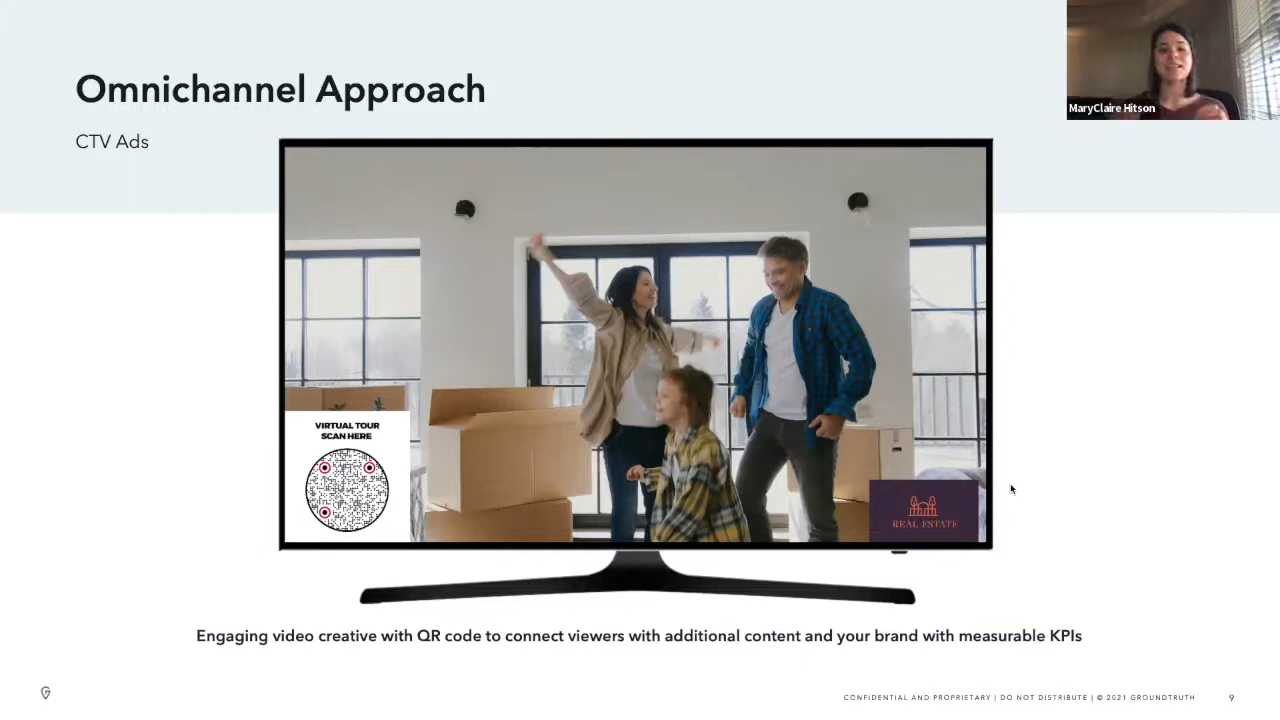 Omnichannel Approach
MaryClaire Hitson
CTV Ads
VIRTUAL TOUR
SCAN HERE
REAL ESTATE
Engaging video creative with QR code to connect viewers with additional content and your brand with measurable KPIs
CONFIDENTIAL AND PROPRIETARY | DO NOT DISTRIBUTE | © 2021 GROUNDTRUTH
9